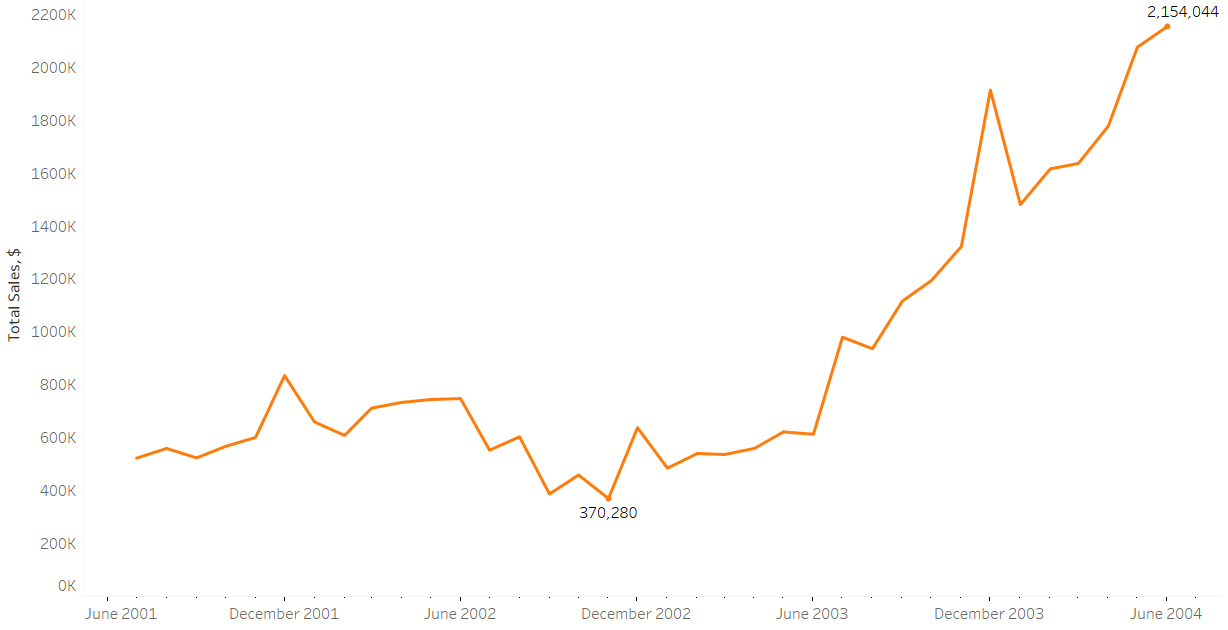 2200K
2,154,044
2000K
1800K
1600K
1400K
1200K
Total Sales, $
1000K
800K
600K
400K
370,280
200K
0K
June 2001 December 2001 June 2002 December 2002 June 2003 December 2003 June 2004